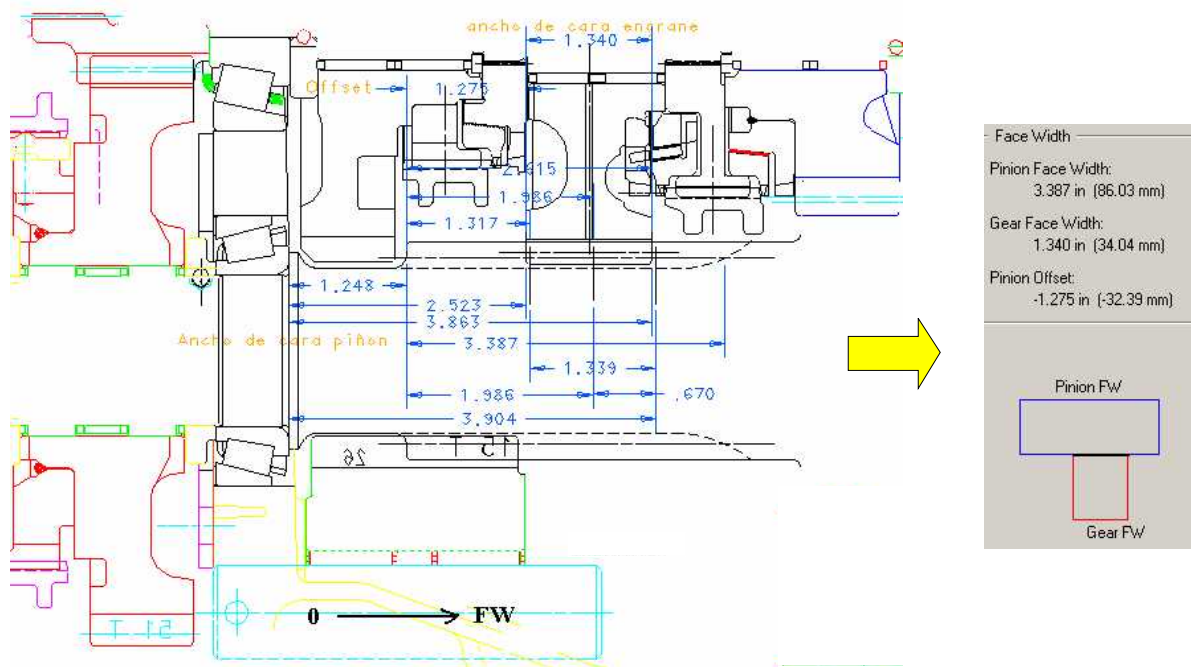 ancho de cara engrane
1.340
Offset
1.275
2.615
1.986
1.317
1.248
2.523
3.863
Ancho de cara piñon
3.387
1.339
1.986
.670
3.904
26
15 T
51 T
0
FW
Face Width
Pinion Face Width:
3.387 in (86.03 mm)
Gear Face Width:
1.340 in (34.04 mm)
Pinion Offset:
-1.275 in (-32.39 mm)
Pinion FW
Gear FW